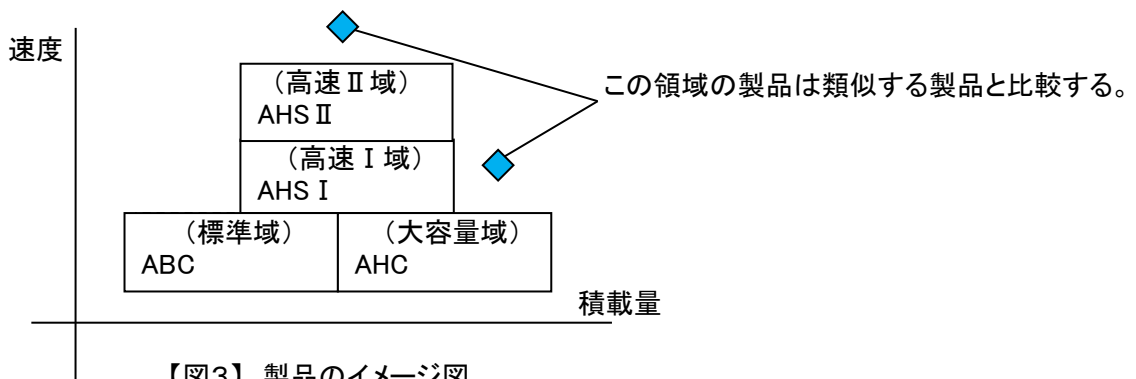 速度
（高速Ⅱ域）
AHSⅡ
この領域の製品は類似する製品と比較する。
（高速Ⅰ域）
AHSⅠ
（標準域）
ABC
（大容量域）
AHC
積載量
【図3】 製品のイメージ図